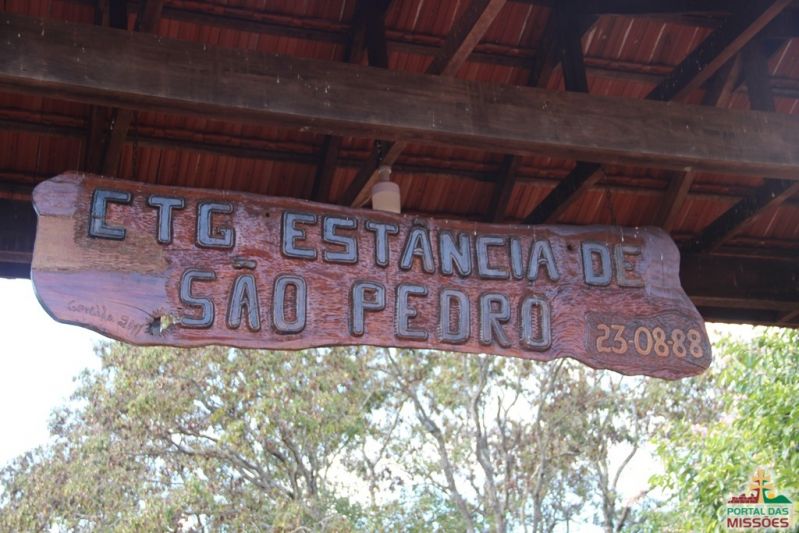 CTG ESTÂNCIA DE
SÃO PEDRO
23-08-88
PORTAL DAS
MISSÕES